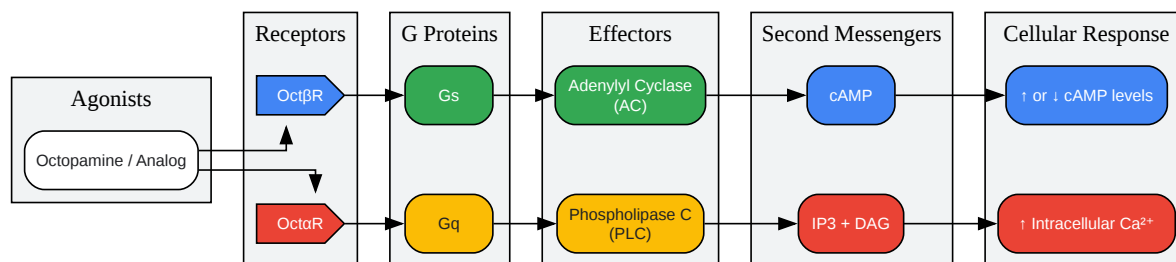 Agonists
Octopamine / Analog
Receptors
OctβR
OctαR
G Proteins
Gs
Gq
Effectors
Adenylyl Cyclase
(AC)
Phospholipase C
(PLC)
Second Messengers
cAMP
IP3 + DAG
Cellular Response
↑ or ↓ cAMP levels
↑ Intracellular Ca²⁺